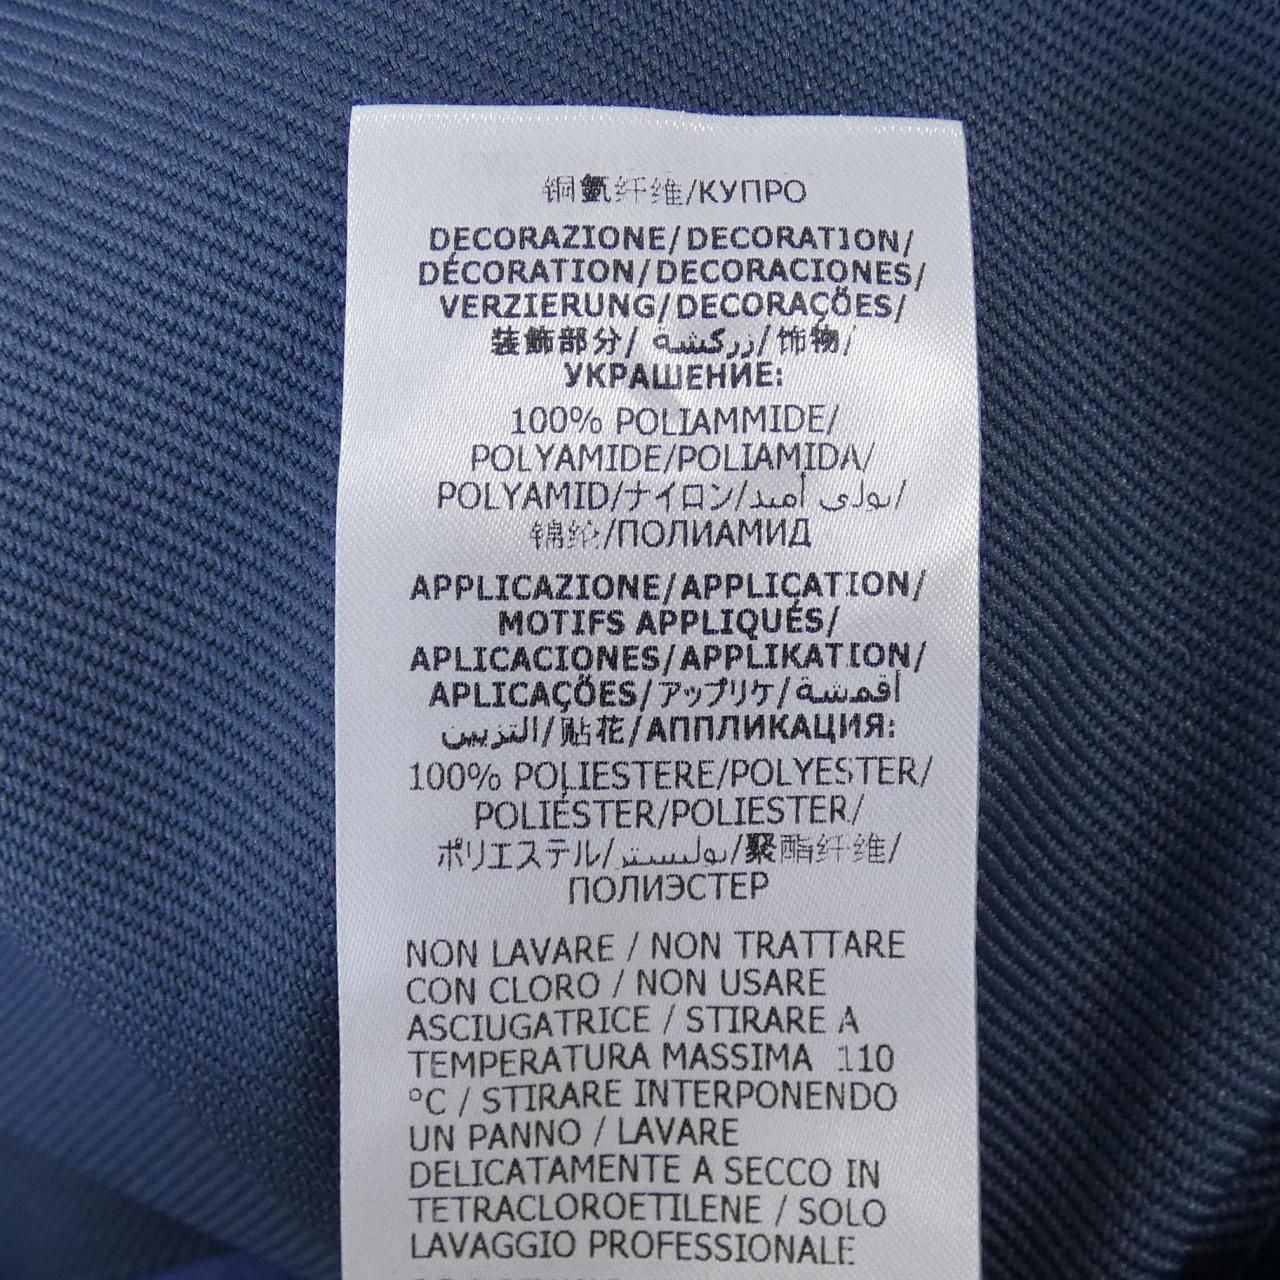 铜氨纤维/КУПРО
DECORAZIONE/DECORATION/
DÉCORATION/DECORACIONES/
VERZIERUNG/DECORAÇÕES/
装飾部分/ زركشة/饰物/
УКРАШЕНИЕ:
100% POLIAMMIDE/
POLYAMIDE/POLIAMIDA/
POLYAMID/ナイロン/بولي أميد/
锦纶/ПОЛИАМИД
APPLICAZIONE/APPLICATION/
MOTIFS APPLIQUÉS/
APLICACIONES/APPLIKATION/
APLICAÇÕES/アップリケ/أقمشة
التزيين/贴花/АППЛИКАЦИЯ:
100% POLIESTERE/POLYESTER/
POLIÉSTER/POLIESTER/
ポリエステル/بوليستر/聚酯纤维/
ПОЛИЭСТЕР
NON LAVARE / NON TRATTARE
CON CLORO / NON USARE
ASCIUGATRICE / STIRARE A
TEMPERATURA MASSIMA 110
°C / STIRARE INTERPONENDO
UN PANNO / LAVARE
DELICATAMENTE A SECCO IN
TETRACLOROETILENE / SOLO
LAVAGGIO PROFESSIONALE